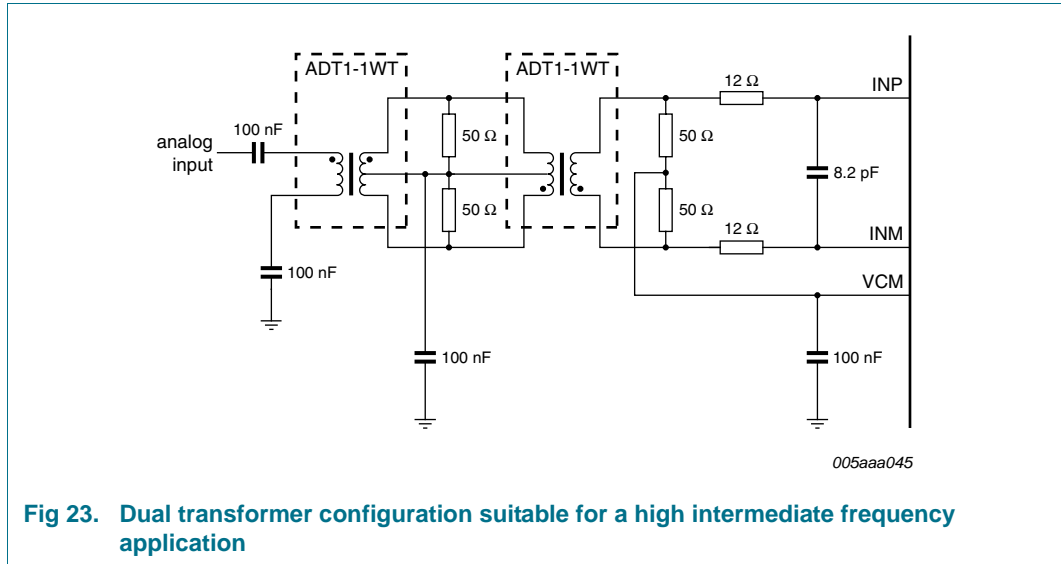 ADT1-1WT
ADT1-1WT
12 Ω
INP
100 nF
analog
input
50 Ω
50 Ω
8.2 pF
50 Ω
50 Ω
12 Ω
INM
100 nF
VCM
100 nF
100 nF
005aaa045
Fig 23. Dual transformer configuration suitable for a high intermediate frequency
application